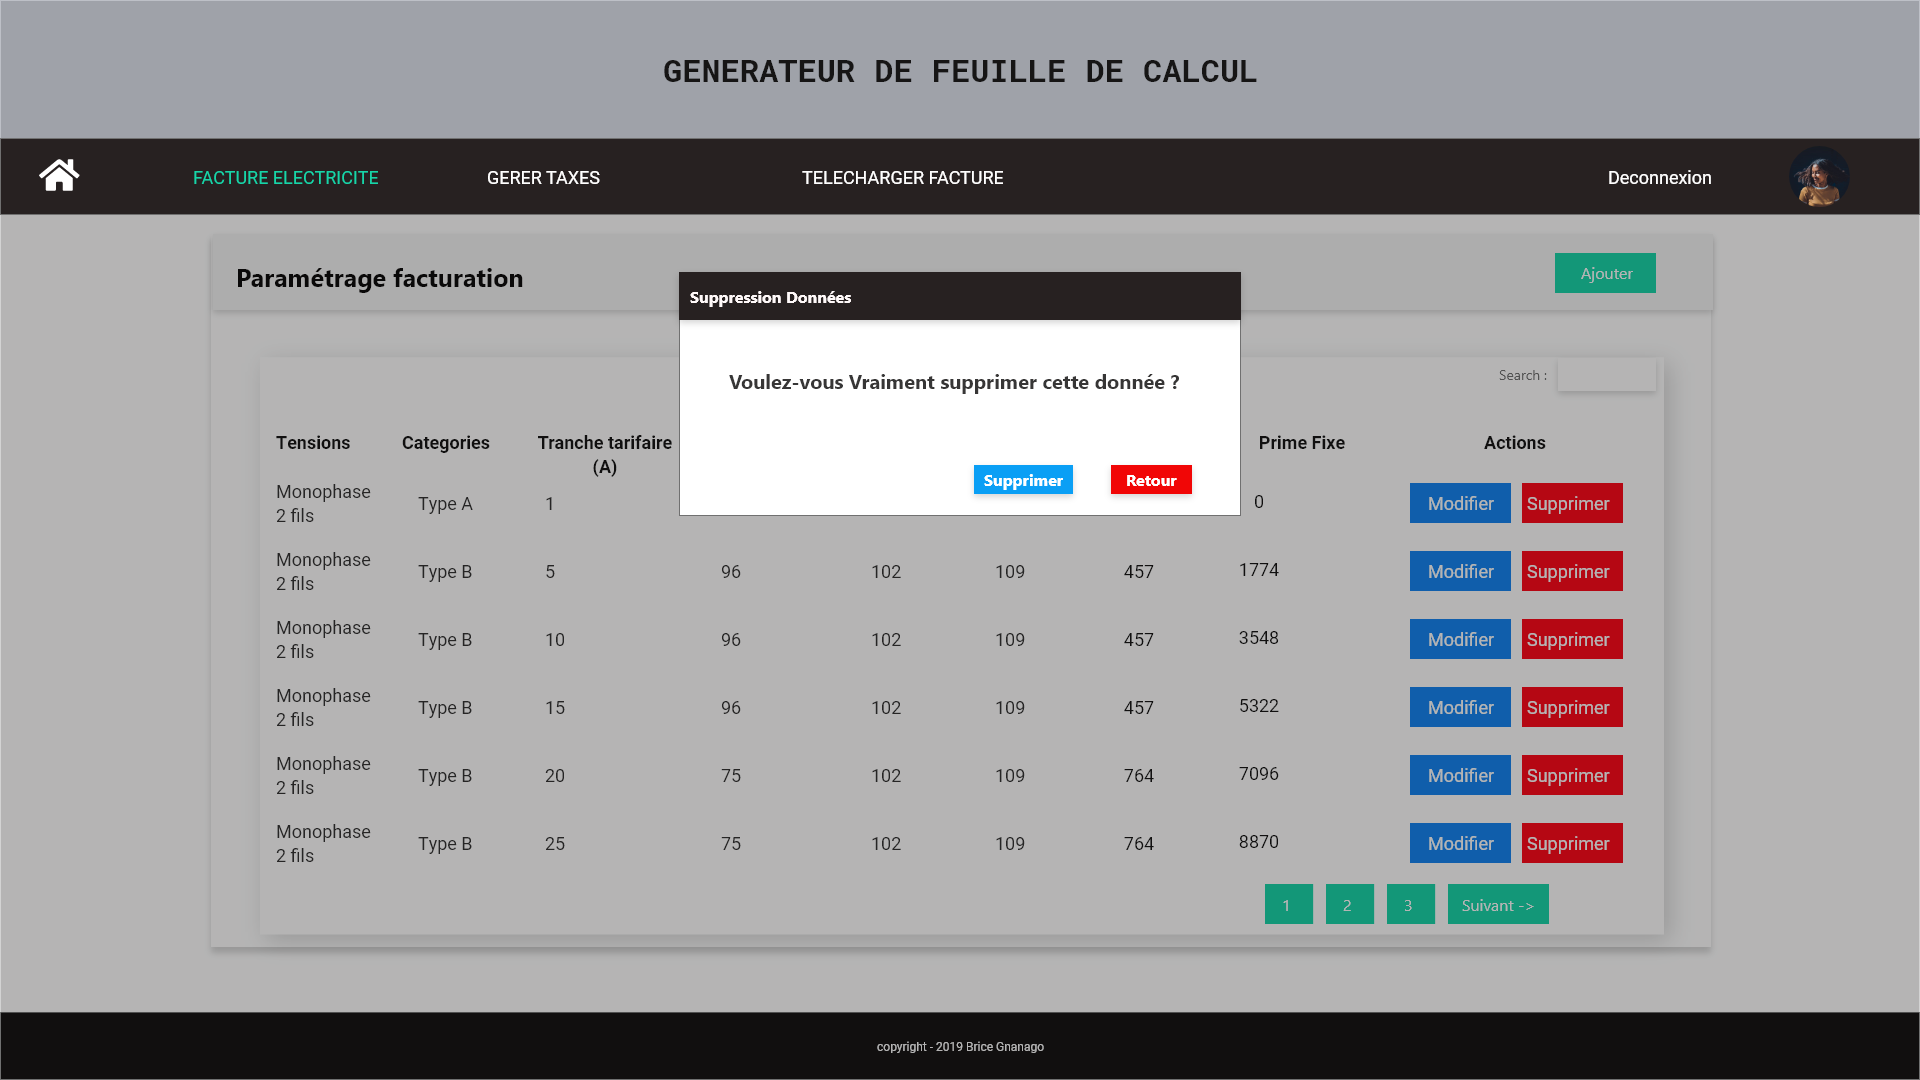 GENERATEUR DE FEUILLE DE CALCUL
FACTURE ELECTRICITE
GERER TAXES
TELECHARGER FACTURE
Deconnexion
Paramétrage facturation
Ajouter
Suppression Données
Voulez-vous Vraiment supprimer cette donnée ?
Supprimer
Retour
Search :
Tensions Categories Tranche tarifaire Prime Fixe Actions
(A)
Monophase
2 fils
Type A 1 0 Modifier Supprimer
Monophase
2 fils
Type B 5 96 102 109 457 1774 Modifier Supprimer
Monophase
2 fils
Type B 10 96 102 109 457 3548 Modifier Supprimer
Monophase
2 fils
Type B 15 96 102 109 457 5322 Modifier Supprimer
Monophase
2 fils
Type B 20 75 102 109 764 7096 Modifier Supprimer
Monophase
2 fils
Type B 25 75 102 109 764 8870 Modifier Supprimer
1 2 3 Suivant ->
copyright - 2019 Brice Gnanago